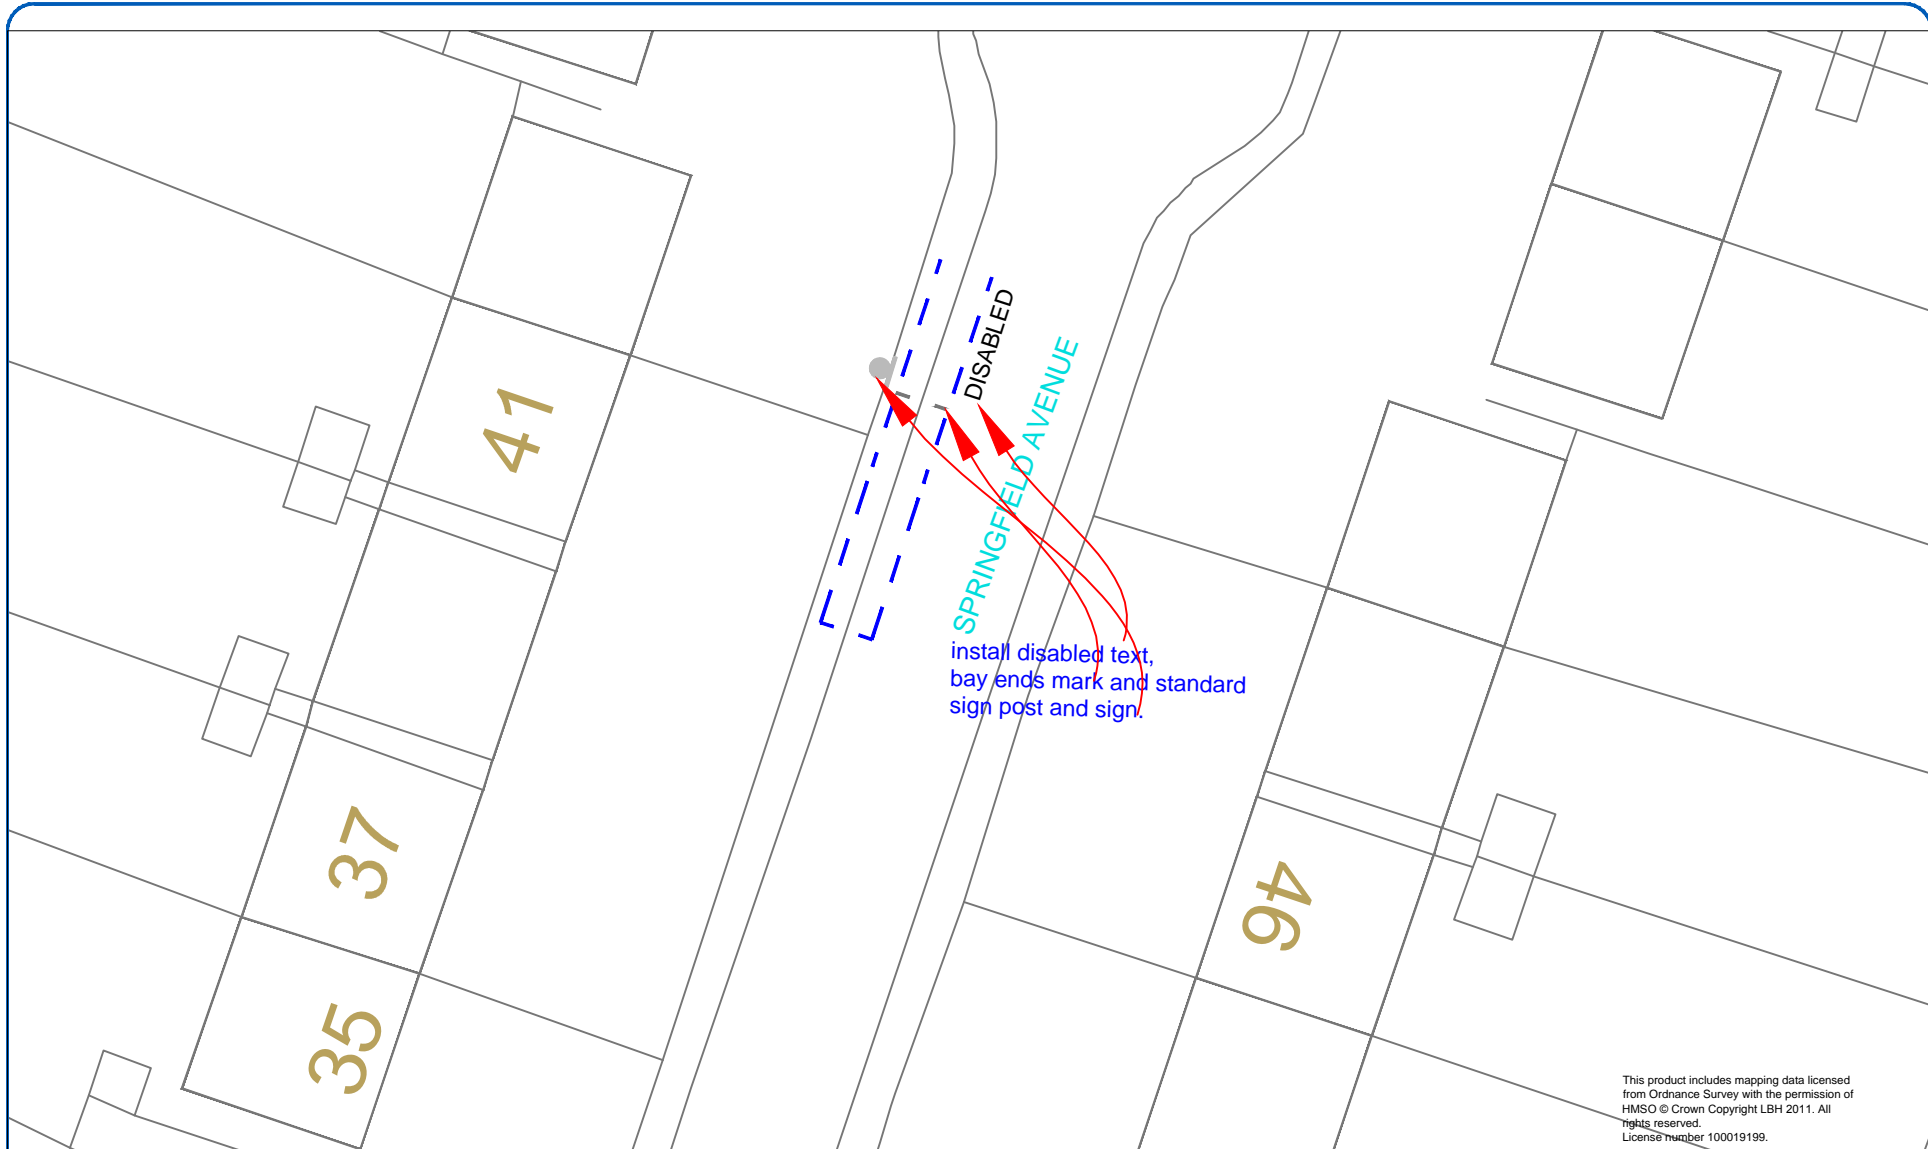 DISABLED
SPRINGFIELD AVENUE
41
install disabled text,
bay ends mark and standard
sign post and sign.
37
46
35
This product includes mapping data licensed
from Ordnance Survey with the permission of
HMSO © Crown Copyright LBH 2011. All
rights reserved.
License number 100019199.